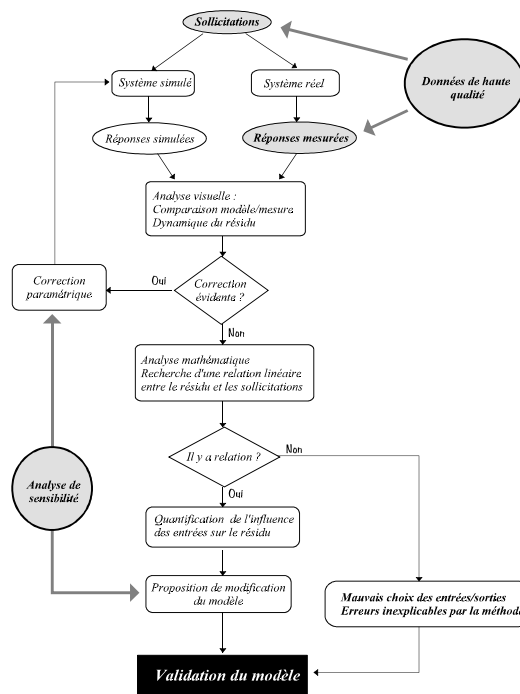 Sollicitations
Données de haute
qualité
Système simulé
Système réel
Réponses simulées
Réponses mesurées
Analyse visuelle :
Comparaison modèle/mesure
Dynamique du résidu
Correction
paramétrique
Oui
Correction
évidente ?
Non
Analyse mathématique
Recherche d'une relation linéaire
entre le résidu et les sollicitations
Il y a relation ?
Non
Analyse de
sensibilité
Oui
Quantification de l'influence
des entrées sur le résidu
Proposition de modification
du modèle
Mauvais choix des entrées/sorties
Erreurs inexplicables par la méthod
Validation du modèle